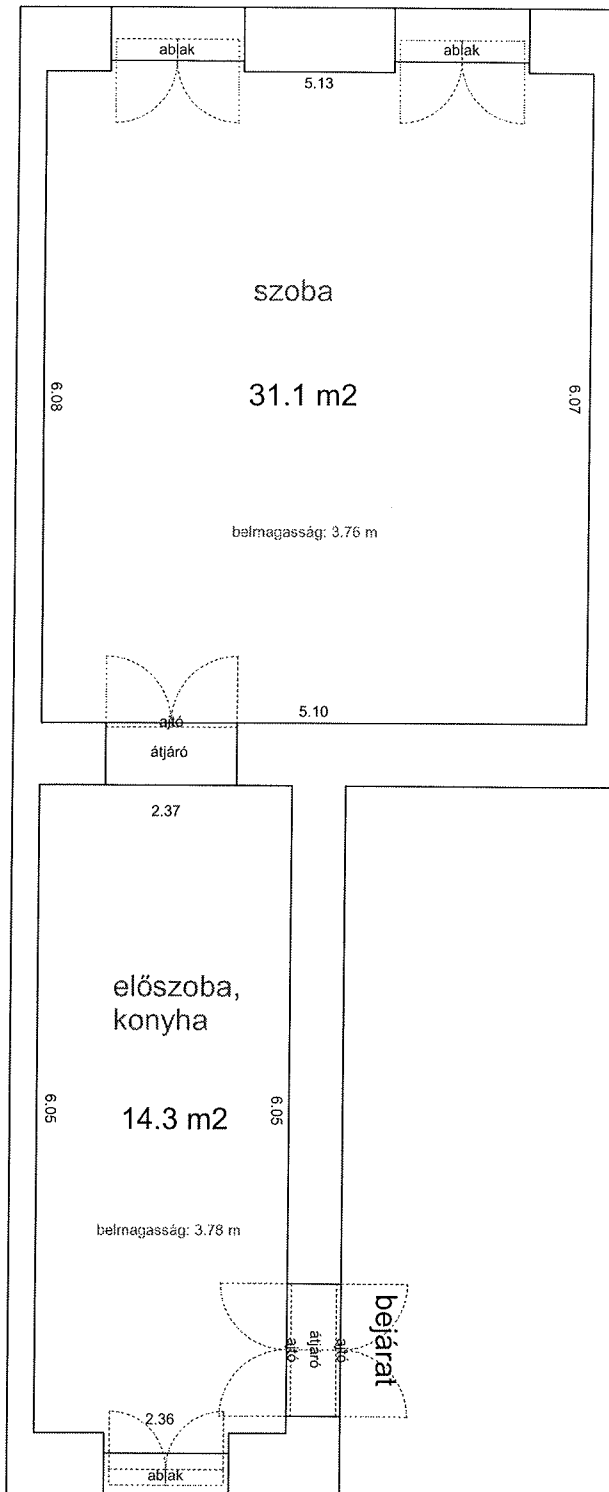 ablak
ablak
5.13
szoba
6.08
31.1 m2
6.07
belmagasság: 3.76 m
5.10
ajtó
átjáró
2.37
előszoba,
konyha
6.05
14.3 m2
6.05
belmagasság: 3.78 m
ajtó
átjáró
ajtó
bejárat
2.36
ablak